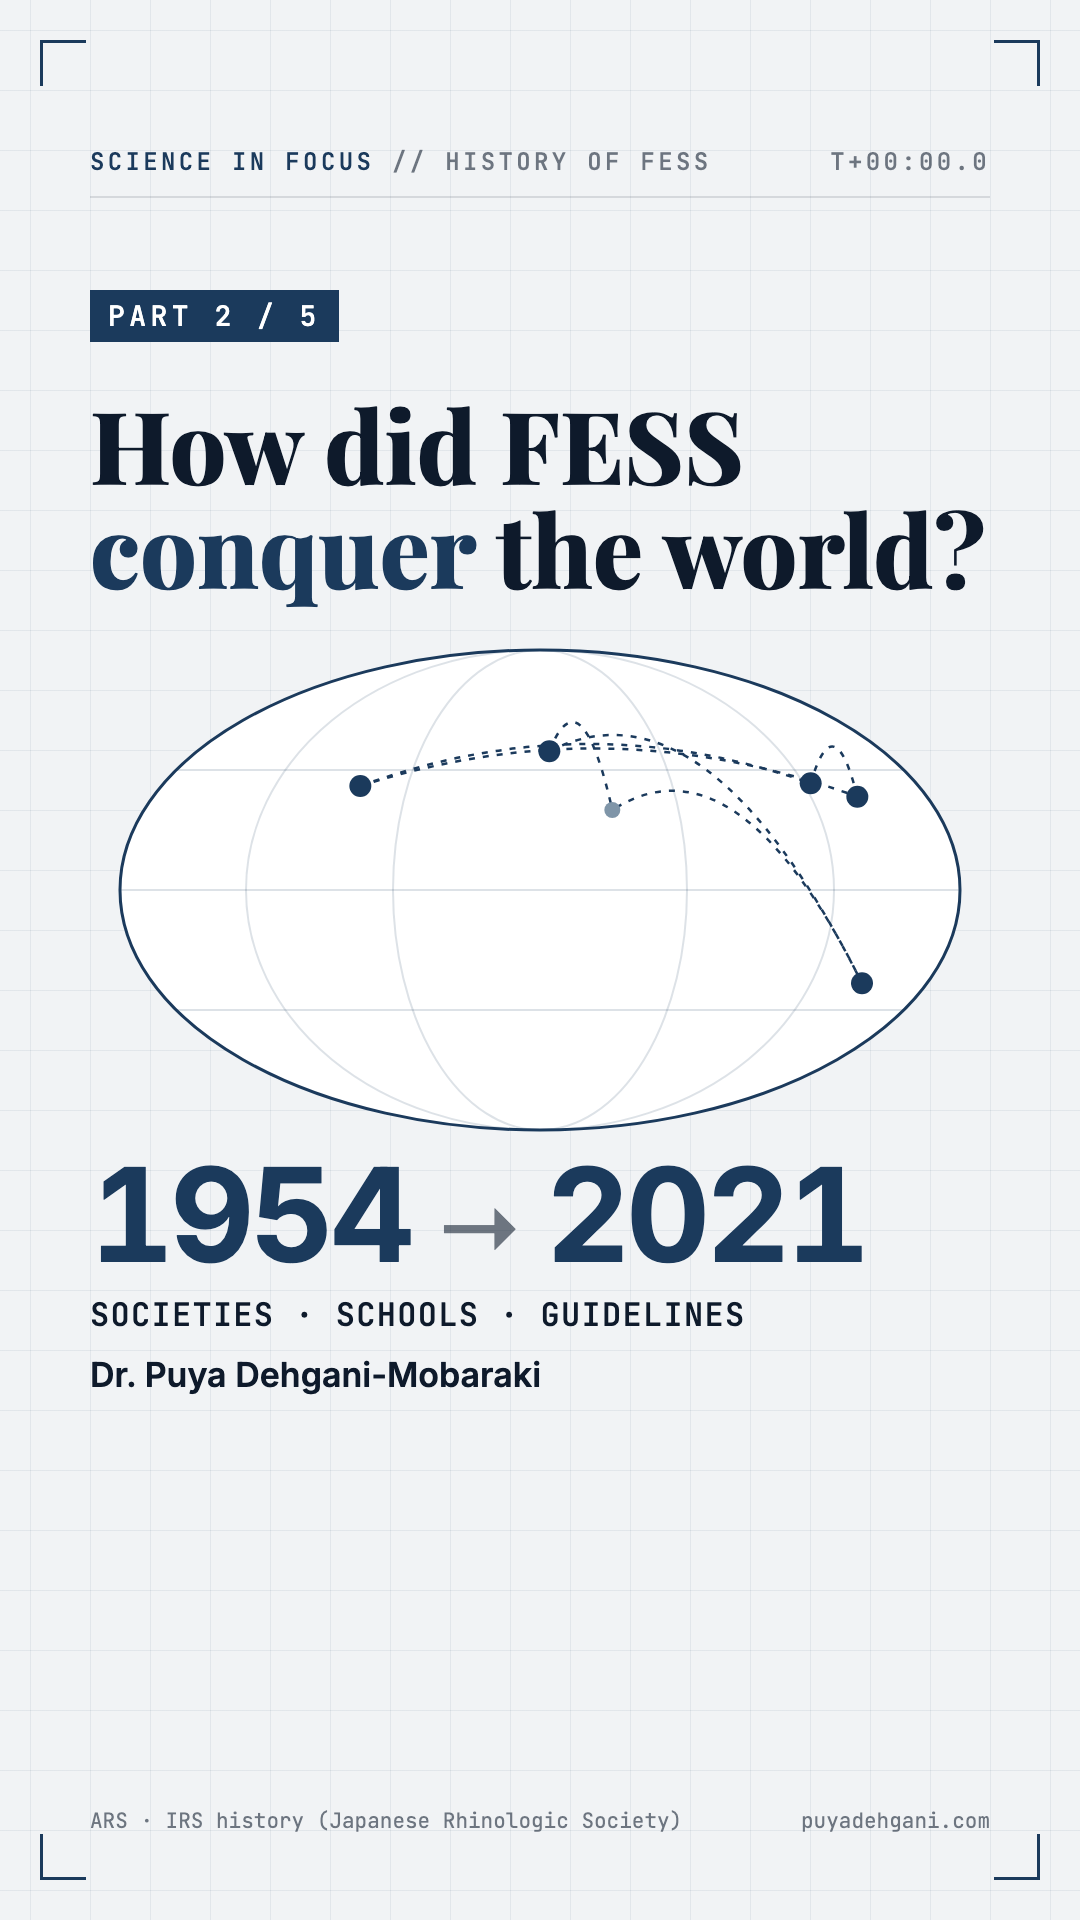 SCIENCE IN FOCUS // HISTORY OF FESS T+00:00.0
PART 2 / 5
How did FESS
conquer the world?
1954 → 2021
SOCIETIES · SCHOOLS · GUIDELINES
Dr. Puya Dehgani-Mobaraki
ARS · IRS history (Japanese Rhinologic Society) puyadehgani.com